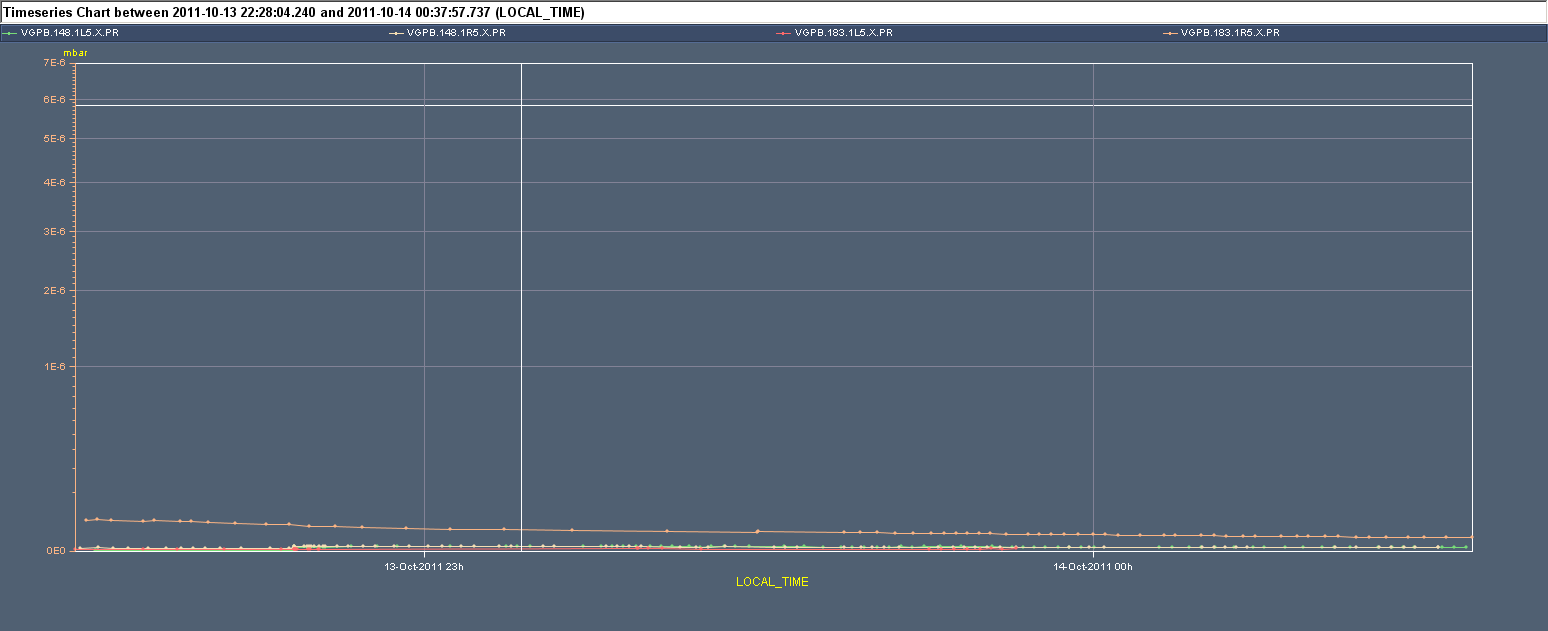 Timeseries Chart between 2011-10-13 22:28:04.240 and 2011-10-14 00:37:57.737 (LOCAL_TIME)
VGPB.148.1L5.X.PR VGPB.148.1R5.X.PR VGPB.183.1L5.X.PR VGPB.183.1R5.X.PR
mbar
7E-6
6E-6
5E-6
4E-6
3E-6
2E-6
1E-6
0E0
13-Oct-2011 23h 14-Oct-2011 00h
LOCAL_TIME